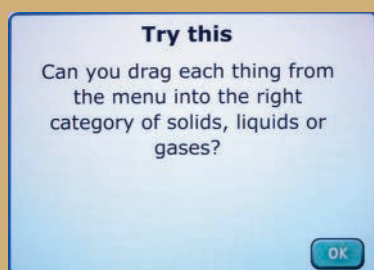 Try this
Can you drag each thing from
the menu into the right
category of solids, liquids or
gases?
OK